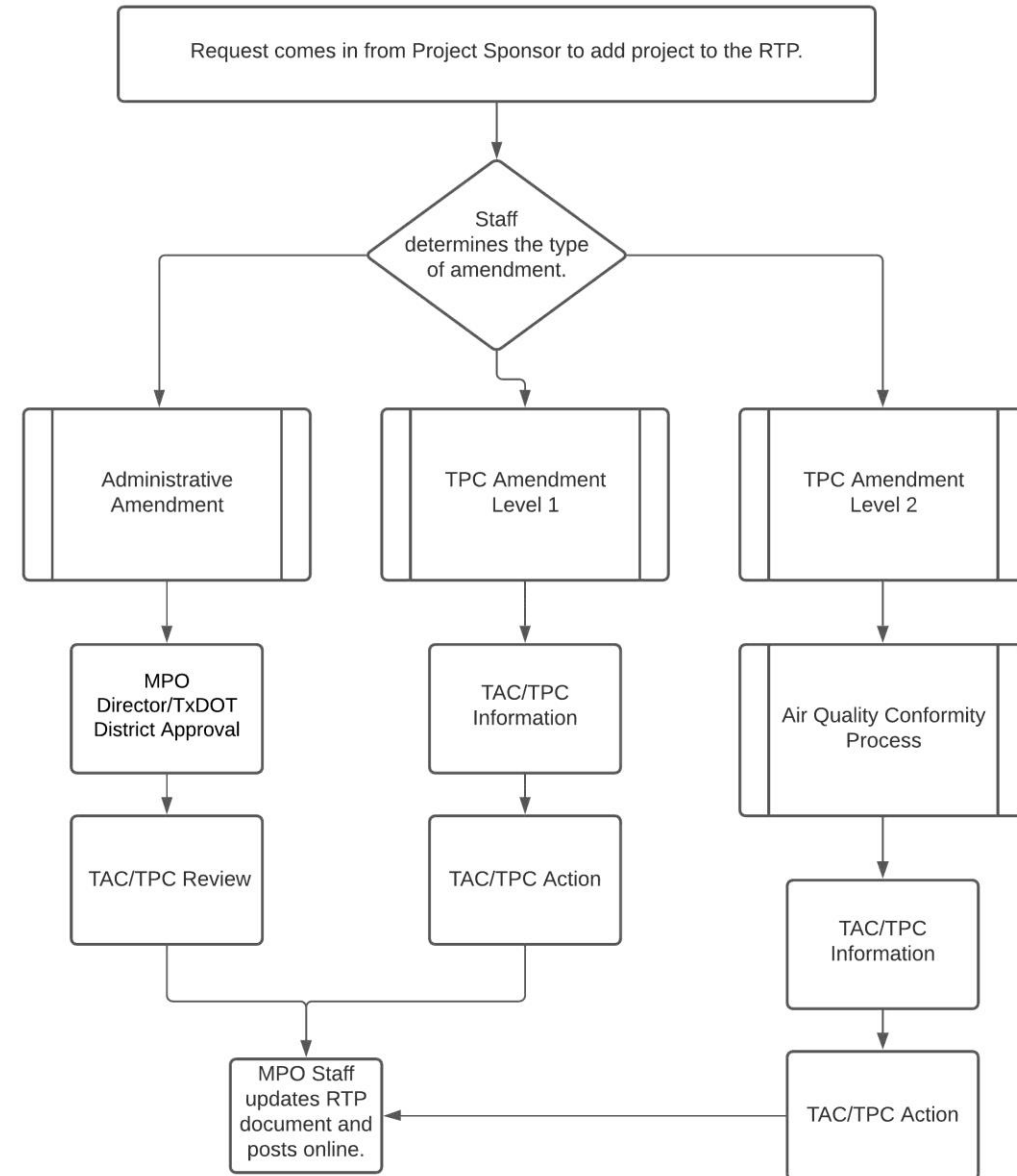 Request comes in from Project Sponsor to add project to the RTP.
Staff
determines the type
of amendment.
Administrative
Amendment
TPC Amendment
Level 1
TPC Amendment
Level 2
MPO
Director/TxDOT
District Approval
TAC/TPC
Information
Air Quality Conformity
Process
TAC/TPC Review
TAC/TPC Action
TAC/TPC
Information
MPO Staff
updates RTP
document and
posts online.
TAC/TPC Action